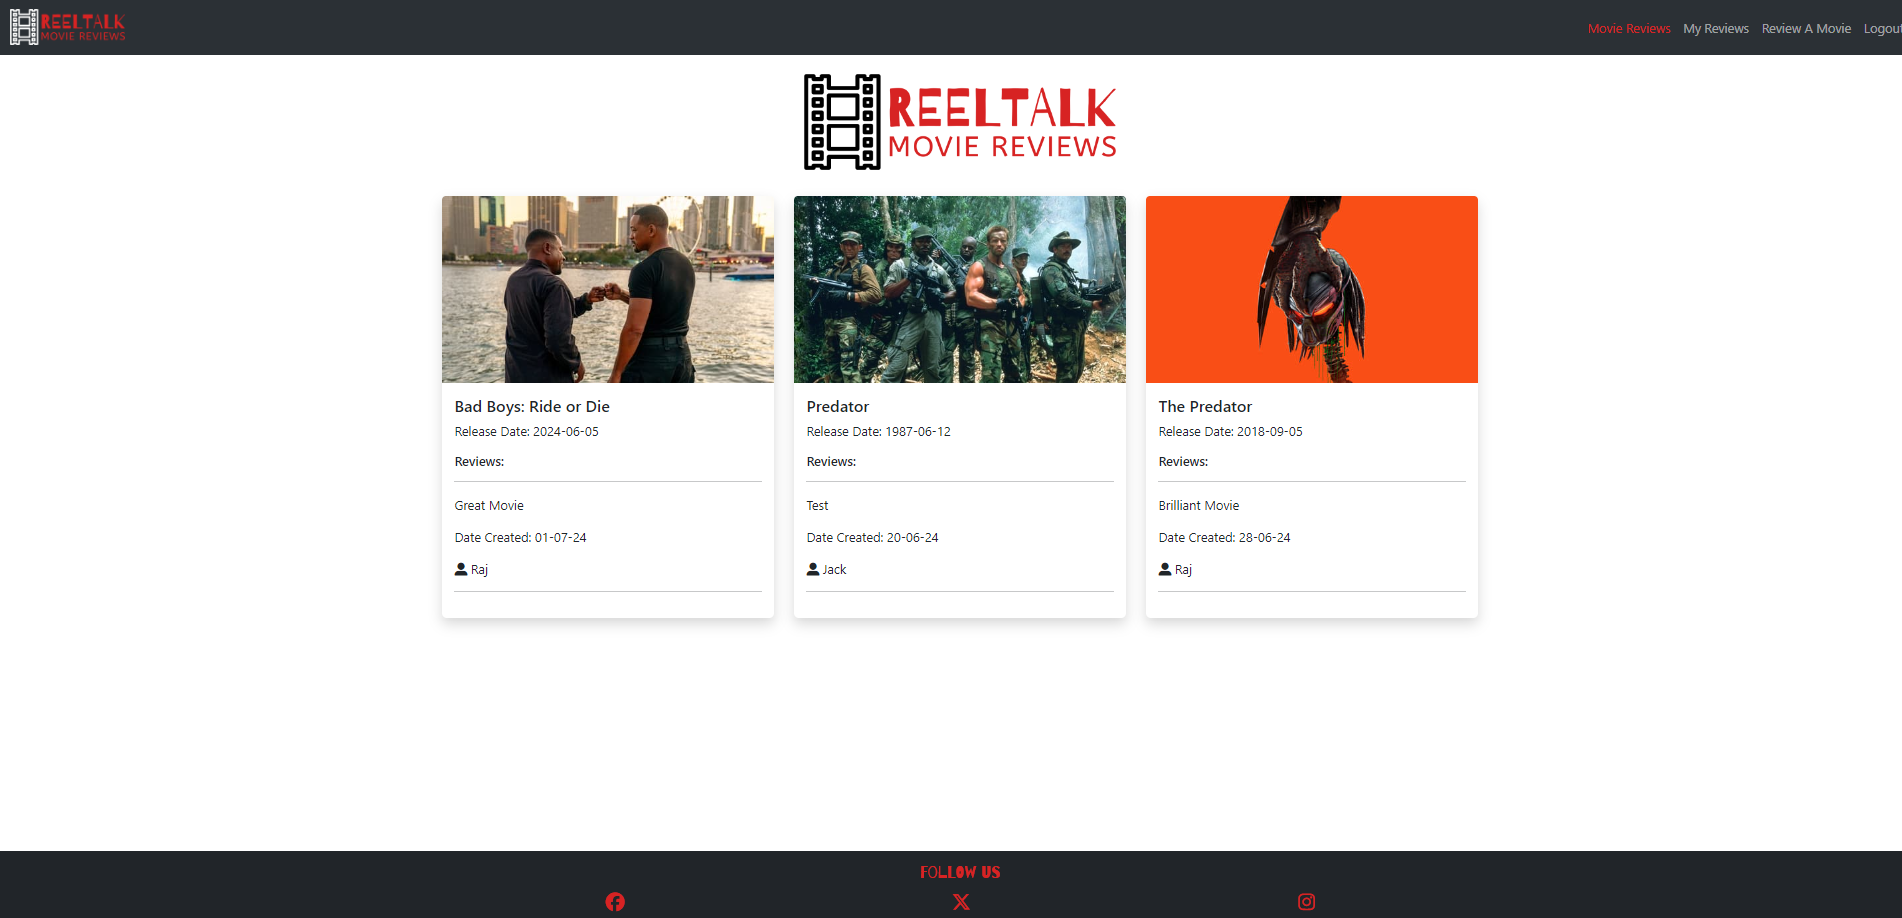 REELTALK
MOVIE REVIEWS
Movie Reviews My Reviews Review A Movie Logout
REELTALK
MOVIE REVIEWS
Bad Boys: Ride or Die
Release Date: 2024-06-05
Reviews:
Great Movie
Date Created: 01-07-24
Raj
Predator
Release Date: 1987-06-12
Reviews:
Test
Date Created: 20-06-24
Jack
The Predator
Release Date: 2018-09-05
Reviews:
Brilliant Movie
Date Created: 28-06-24
Raj
FOLLOW US